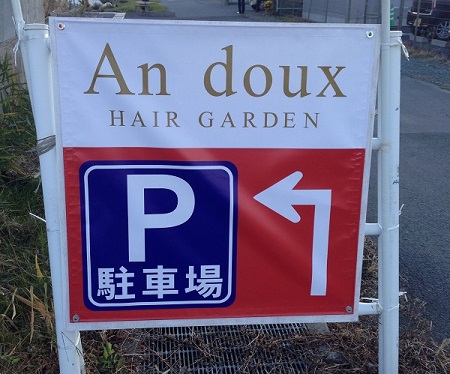 An doux
HAIR GARDEN
P
駐車場